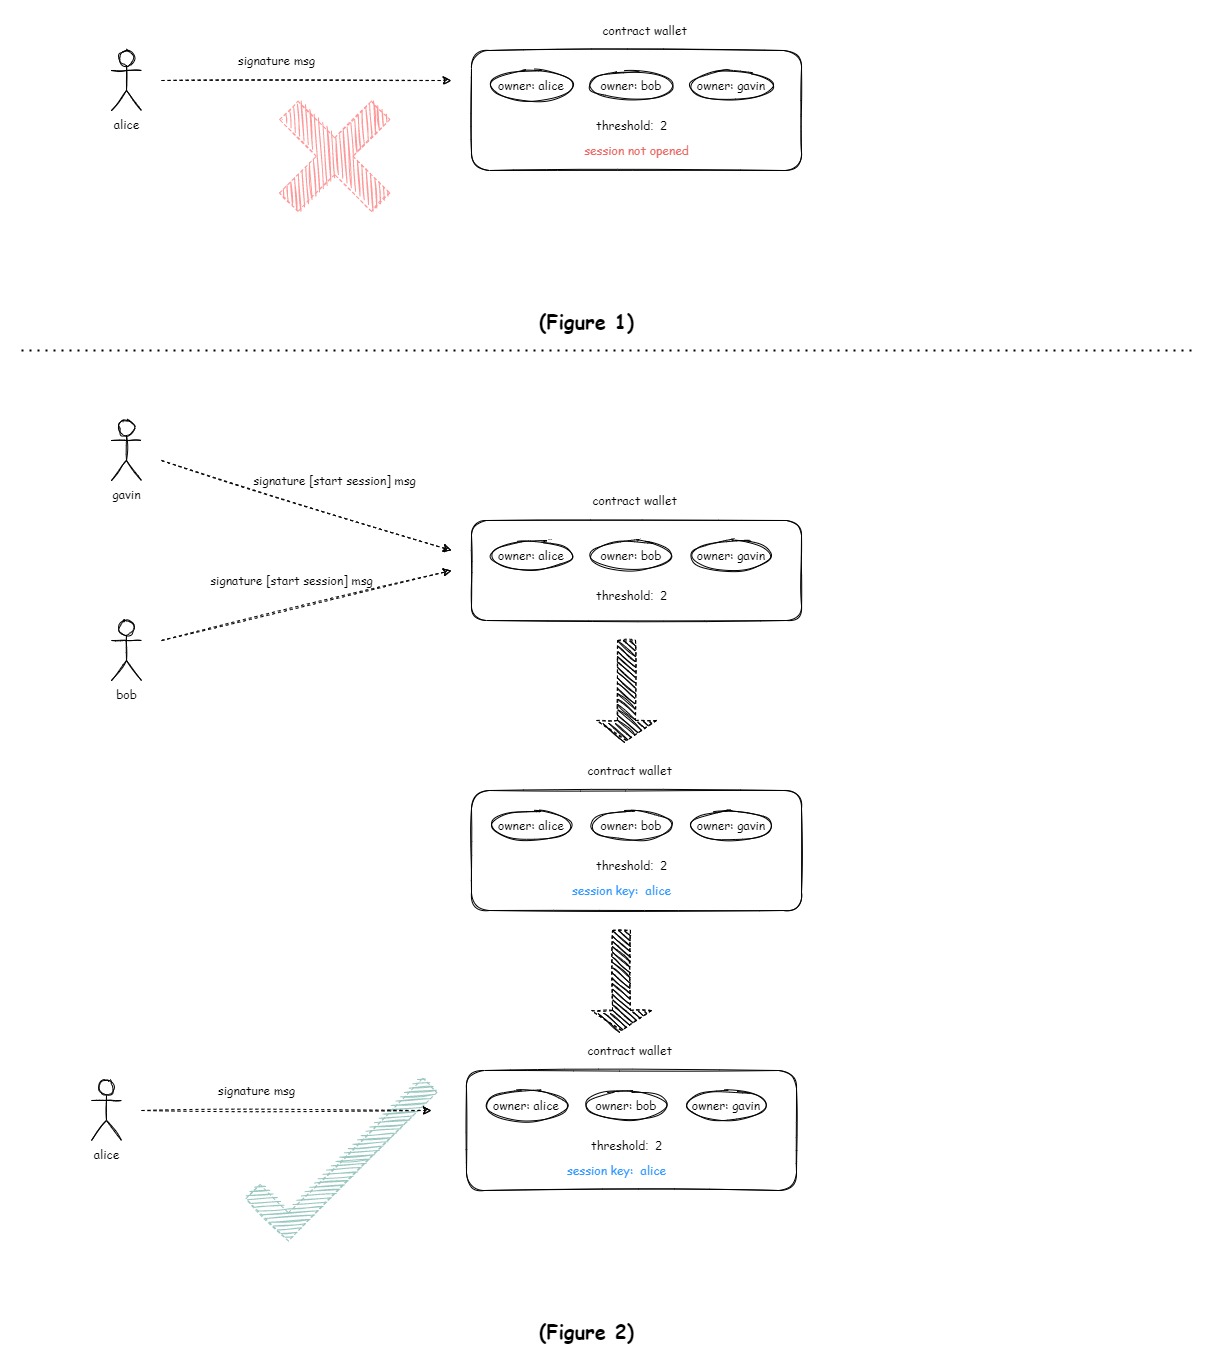 contract wallet
signature msg
owner: alice owner: bob owner: gavin
alice
threshold: 2
session not opened
(Figure 1)
gavin
signature [start session] msg
contract wallet
owner: alice owner: bob owner: gavin
signature [start session] msg
threshold: 2
bob
contract wallet
owner: alice owner: bob owner: gavin
threshold: 2
session key: alice
contract wallet
signature msg
owner: alice owner: bob owner: gavin
alice
threshold: 2
session key: alice
(Figure 2)